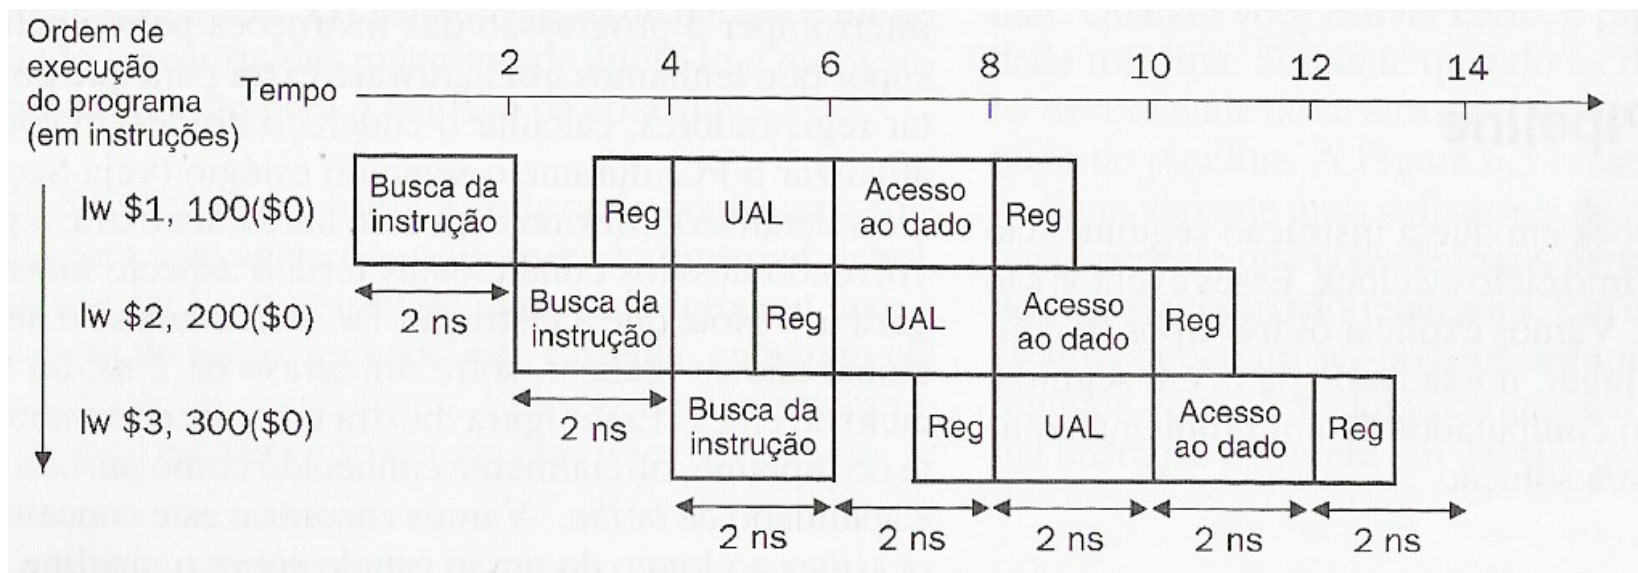 Ordem de
execução
do programa
(em instruções)
Tempo
2 4 6 8 10 12 14
lw $1, 100($0)
Busca da
instrução
Reg
UAL
Acesso
ao dado
Reg
2 ns
lw $2, 200($0)
Busca da
instrução
Reg
UAL
Acesso
ao dado
Reg
2 ns
lw $3, 300($0)
Busca da
instrução
Reg
UAL
Acesso
ao dado
Reg
2 ns 2 ns 2 ns 2 ns 2 ns